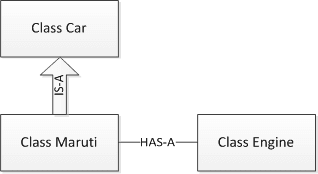 Class Car
IS-A
Class Maruti
HAS-A
Class Engine